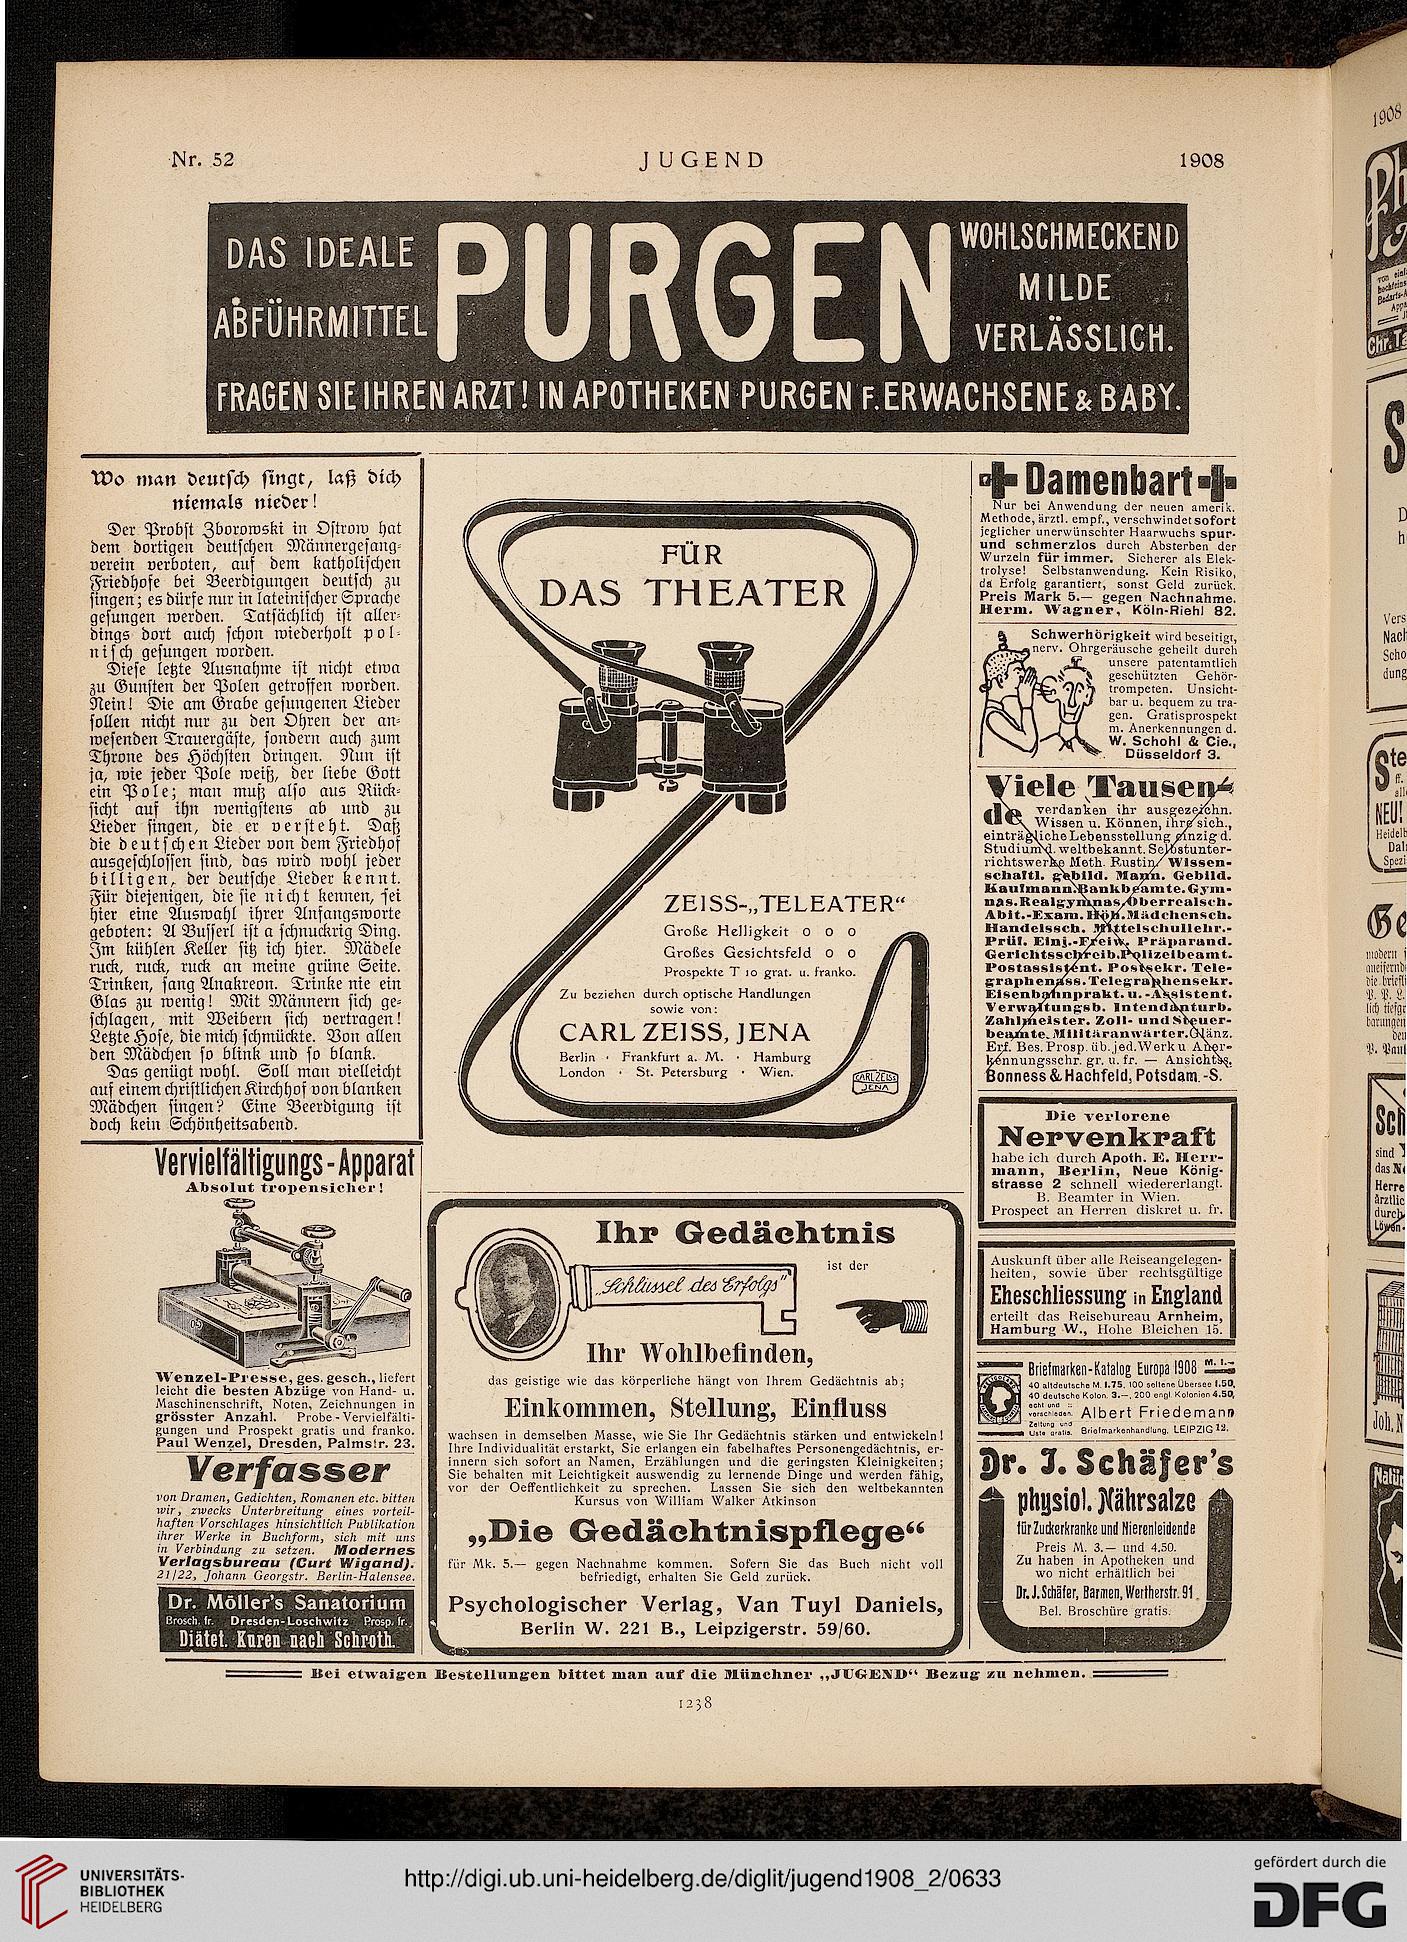 Nr. 52
JUGEND
1908
DAS IDEALE
ABFÜHRMITTEL
PURGEN
WOHLSCHMECKEND
MILDE
VERLÄSSLICH.
FRAGEN SIE IHREN ARZT! IN APOTHEKEN PURGEN F. ERWACHSENE & BABY.
Wo man deutsch singt, laß dich
niemals nieder!
Der Probst Zborowski in Ostrow hat
dem dortigen deutschen Männergesang-
verein verboten, auf dem katholischen
Friedhofe bei Beerdigungen deutsch zu
singen; es dürfe nur in lateinischer Sprache
gesungen werden. Tatsächlich ist aller-
dings dort auch schon wiederholt pol-
nisch gesungen worden.
Diese letzte Ausnahme ist nicht etwa
zu Gunsten der Polen getroffen worden.
Nein! Die am Grabe gesungenen Lieder
sollen nicht nur zu den Ohren der an-
wesenden Trauergäste, sondern auch zum
Throne des Höchsten dringen. Nun ist
ja, wie jeder Pole weiß, der liebe Gott
ein Pole; man muß also aus Rück-
sicht auf ihn wenigstens ab und zu
Lieder singen, die er versteht. Daß
die deutschen Lieder von dem Friedhof
ausgeschlossen sind, das wird wohl jeder
billigen, der deutsche Lieder kennt.
Für diejenigen, die sie nicht kennen, sei
hier eine Auswahl ihrer Anfangsworte
geboten: A Busserl ist a schnuckrig Ding.
Im kühlen Keller sitz ich hier. Mädele
ruck, ruck, ruck an meine grüne Seite.
Trinken, sang Anakreon. Trinke nie ein
Glas zu wenig! Mit Männern sich ge-
schlagen, mit Weibern sich vertragen!
Letzte Hose, die mich schmückte. Von allen
den Mädchen so blink und so blank.
Das genügt wohl. Soll man vielleicht
auf einem christlichen Kirchhof von blanken
Mädchen singen? Eine Beerdigung ist
doch kein Schönheitsabend.
Vervielfältigungs-Apparat
Absolut tropensicher!
Wenzel-Presse, ges. gesch., liefert
leicht die besten Abzüge von Hand- u.
Maschinenschrift, Noten, Zeichnungen in
grösster Anzahl. Probe-Vervielfälti-
gungen und Prospekt gratis und franko.
Paul Wenzel, Dresden, Palmstr. 23.
Verfasser
von Dramen, Gedichten, Romanen etc. bitten
wir, zwecks Unterbreitung eines vorteil-
haften Vorschlages hinsichtlich Publikation
ihrer Werke in Buchform, sich mit uns
in Verbindung zu setzen. Modernes
Verlagsbureau (Curt Wigand).
21/22, Johann Georgstr. Berlin-Halensee.
Dr. Möller's Sanatorium
Brosch. fr. Dresden-Loschwitz Prosp. fr.
Diätet. Kuren nach Schroth.
FÜR
DAS THEATER
ZEISS-„TELEATER“
Große Helligkeit o o o
Großes Gesichtsfeld o o
Prospekte T 10 grat. u. franko.
Zu beziehen durch optische Handlungen
sowie von:
CARL ZEISS, JENA
Berlin · Frankfurt a. M. · Hamburg
London · St. Petersburg · Wien.
CARL ZEISS
JENA
Ihr Gedächtnis
ist der
„Schlüssel des Erfolgs“
Ihr Wohlbefinden,
das geistige wie das körperliche hängt von Ihrem Gedächtnis ab;
Einkommen, Stellung, Einfluss
wachsen in demselben Masse, wie Sie Ihr Gedächtnis stärken und entwickeln!
Ihre Individualität erstarkt, Sie erlangen ein fabelhaftes Personengedächtnis, er-
innern sich sofort an Namen, Erzählungen und die geringsten Kleinigkeiten;
Sie behalten mit Leichtigkeit auswendig zu lernende Dinge und werden fähig,
vor der Oeffentlichkeit zu sprechen. Lassen Sie sich den weltbekannten
Kursus von William Walker Atkinson
„Die Gedächtnispflege“
für Mk. 5.— gegen Nachnahme kommen. Sofern Sie das Buch nicht voll
befriedigt, erhalten Sie Geld zurück.
Psychologischer Verlag, Van Tuyl Daniels,
Berlin W. 221 B., Leipzigerstr. 59/60.
Damenbart
Nur bei Anwendung der neuen amerik.
Methode, ärztl. empf., verschwindet sofort
jeglicher unerwünschter Haarwuchs spur-
und schmerzlos durch Absterben der
Wurzeln für immer. Sicherer als Elek-
trolyse! Selbstanwendung. Kein Risiko,
da Erfolg garantiert, sonst Geld zurück.
Preis Mark 5.— gegen Nachnahme.
Herm. Wagner, Köln-Riehl 82.
Schwerhörigkeit wird beseitigt,
nerv. Ohrgeräusche geheilt durch
unsere patentamtlich
geschützten Gehör-
trompeten. Unsicht-
bar u. bequem zu tra-
gen. Gratisprospekt
m. Anerkennungen d.
W. Schohl & Cie.,
Düsseldorf 3.
Viele Tausen-
de verdanken ihr ausgezeichn.
Wissen u. Können, ihre sich.,
einträgliche Lebensstellung einzig d.
Studium d. weltbekannt. Selbstunter-
richtswerke Meth. Rustin. Wissen-
schaftl. gebild. Mann. Gebild.
Kaufmann. Bankbeamte. Gym-
nas. Realgymnas. Oberrealsch.
Abit.-Exam. Höh. Mädchensch.
Handelssch. Mittelschullehr.-
Prüf. Einj.-Freiw. Präparand.
Gerichtsschreib. Polizeibeamt.
Postassistent. Postsekr. Tele-
graphenass. Telegraphensekr.
Eisenbahnprakt. u. -Assistent.
Verwaltungsb. Intendanturb.
Zahlmeister. Zoll- und Steuer-
beamte. Militäranwärter. Glänz.
Erf. Bes. Prosp. üb. jed. Werk u Aner-
kennungsschr. gr. u. fr. — Ansichtss.
Bonness & Hachfeld, Potsdam. -S.
Die verlorene
Nervenkraft
habe ich durch Apoth. E. Herr-
mann, Berlin, Neue König-
strasse 2 schnell wiedererlangt.
B. Beamter in Wien.
Prospect an Herren diskret u. fr.
Auskunft über alle Reiseangelegen-
heiten, sowie über rechtsgültige
Eheschliessung in England
erteilt das Reisebureau Arnheim,
Hamburg W., Hohe Bleichen 15.
Briefmarken-Katalog Europa 1908 M. 1.-
40 altdeutsche M. 1.75, 100 seltene Übersee 1.50,
40 deutsche Kolon. 3.—, 200 engl. Kolonien 4.50,
echt und
verschieden.
Zeitung und
Liste gratis.
Albert Friedemann
Briefmarkenhandlung, LEIPZIG 12.
Dr. J. Schäfer's
physiol. Nährsalze
für Zuckerkranke und Nierenleidende
Preis M. 3.— und 4.50.
Zu haben in Apotheken und
wo nicht erhältlich bei
Dr. J. Schäfer, Barmen, Wertherstr. 91.
Bel. Broschüre gratis.
Bei etwaigen Bestellungen bittet man auf die Münchner „JUGEND“ Bezug zu nehmen.
1238
1908
UNIVERSITÄTS-
BIBLIOTHEK
HEIDELBERG
http://digi.ub.uni-heidelberg.de/diglit/jugend1908_2/0633
gefördert durch die
DFG